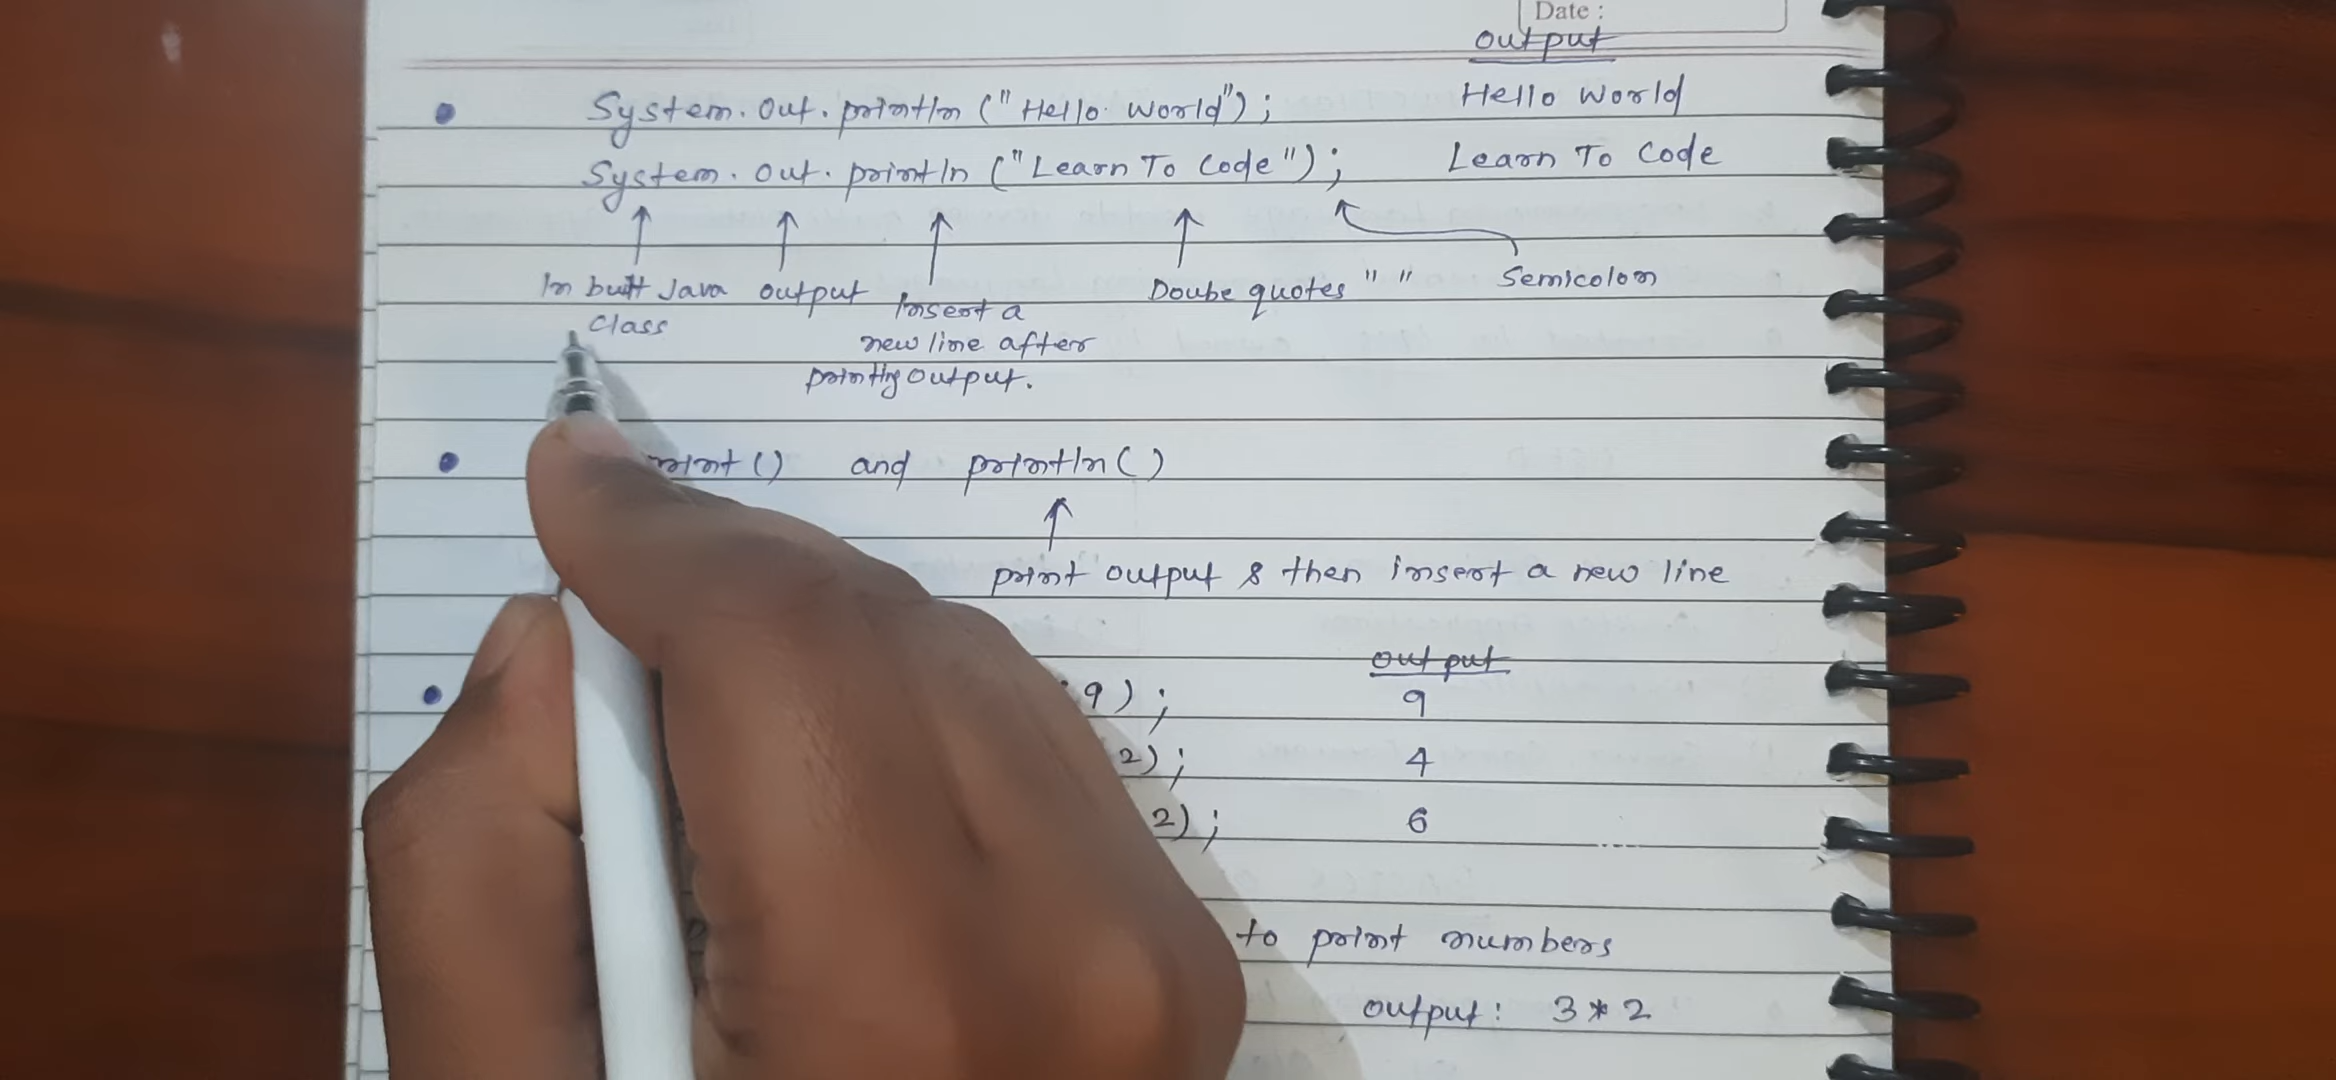 Date :
output
System. out. println ("Hello World"); Hello World
System. out. println ("Learn To Code"); Learn To Code
In built Java output Insert a Doube quotes " " Semicolon
class new line after
printing output.
print () and println ()
print output & then insert a new line
output
9); 9
2); 4
2); 6
to print numbers
output: 3 * 2